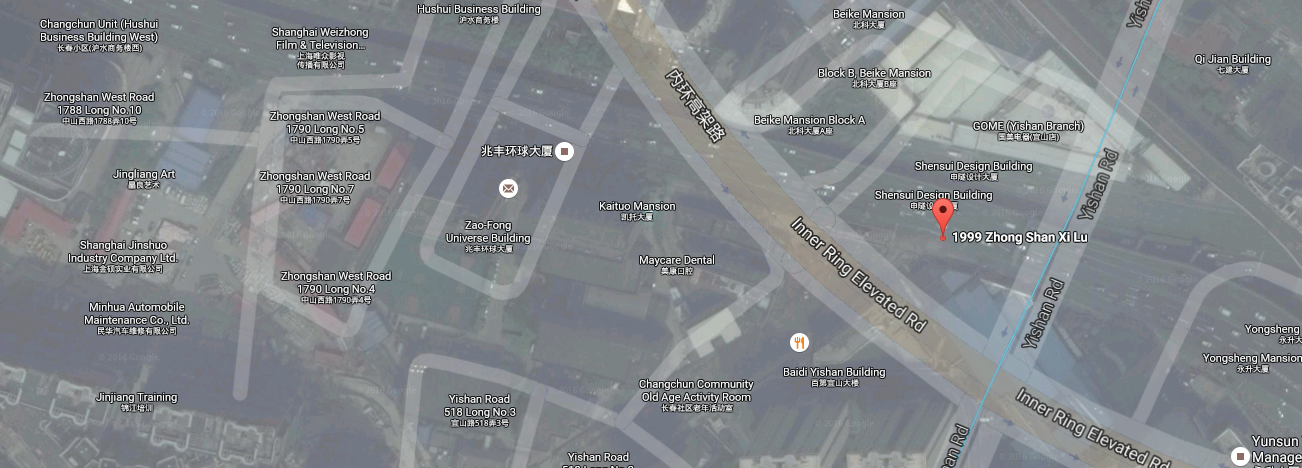 Hushui Business Building
沪水商务楼
Changchun Unit (Hushui
Business Building West)
长春小区(沪水商务楼西)
Shanghai Weizhong
Film & Television...
上海唯众影视
传播有限公司
Beike Mansion
北科大厦
Yis
Qi Jian Building
七建大厦
Block B, Beike Mansion
北科大厦B座
内环高架路
Zhongshan West Road
1788 Long No.10
中山西路1788弄10号
Zhongshan West Road
1790 Long No.5
中山西路1790弄5号
Beike Mansion Block A
北科大厦A座
GOME (Yishan Branch)
国美电器(宜山店)
兆丰环球大厦
Shensui Design Building
申隧设计大厦
Jingliang Art
晶良艺术
Zhongshan West Road
1790 Long No.7
中山西路1790弄7号
Yishan Rd
Shensui Design Building
申隧设
厦
Kaituo Mansion
凯托大厦
Zao-Fong
Universe Building
兆丰环球大厦
1999 Zhong Shan Xi Lu
Shanghai Jinshuo
Industry Company Ltd.
上海金硕实业有限公司
Maycare Dental
美康口腔
Inner Ring Elevated Rd
Zhongshan West Road
1790 Long No.4
中山西路1790弄4号
Yishan Rd
Minhua Automobile
Maintenance Co., Ltd.
民华汽车维修有限公司
Yongsheng
永升大
Yongsheng Mansion
永升大厦
Baidi Yishan Building
百第宜山大楼
Changchun Community
Old Age Activity Room
长春社区老年活动室
Jinjiang Training
锦江培训
Yishan Road
518 Long No.3
宜山路518弄3号
Inner Ring Elevated Rd
an Rd
Yunsun
Manage
Yishan Road